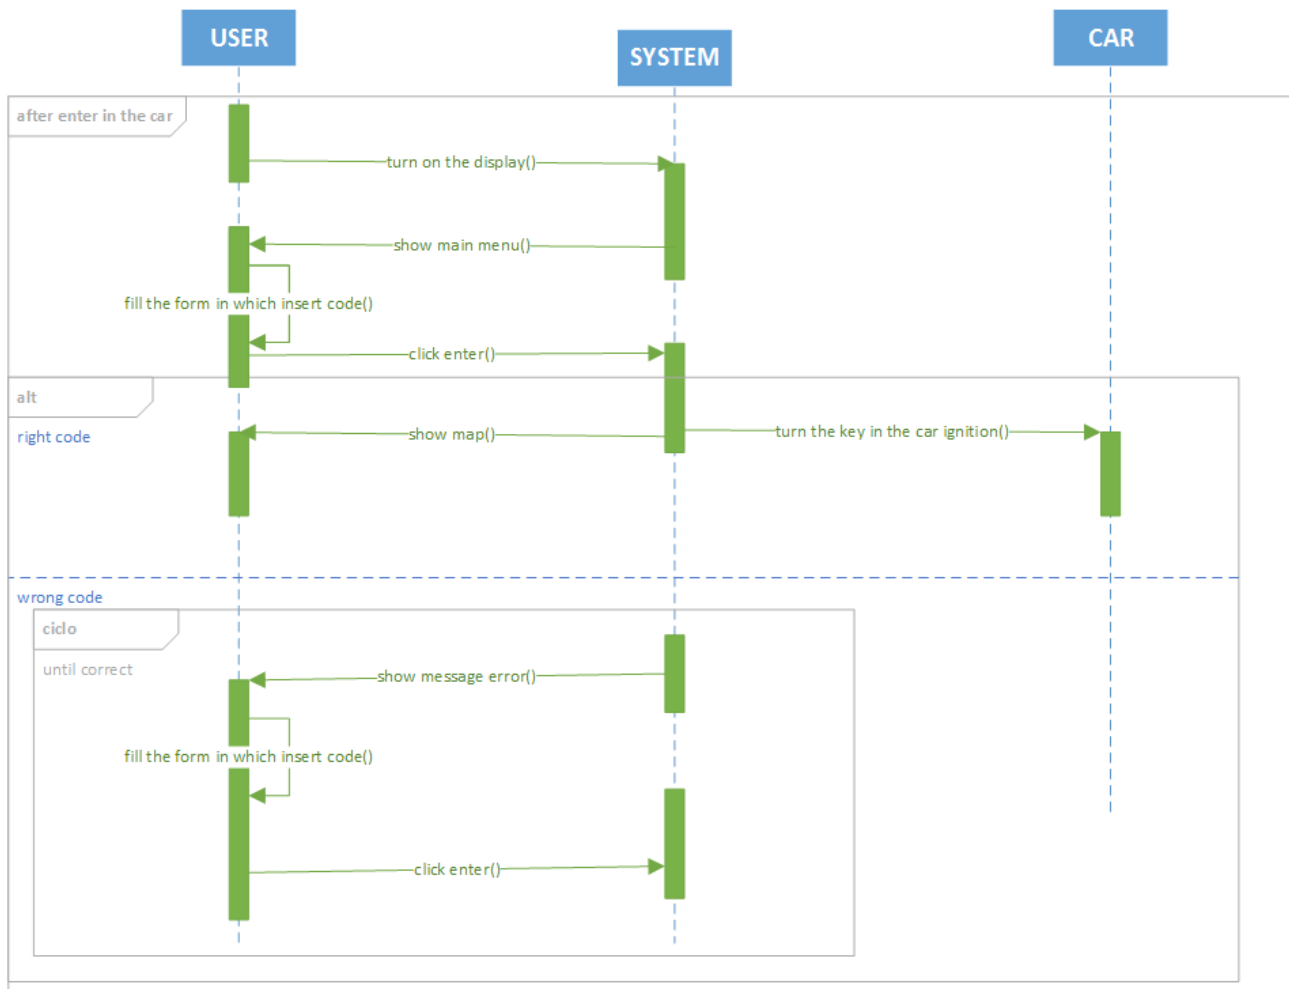 USER
SYSTEM
CAR
after enter in the car
turn on the display()
show main menu()
fill the form in which insert code()
click enter()
alt
right code
show map()
turn the key in the car ignition()
wrong code
ciclo
until correct
show message error()
fill the form in which insert code()
click enter()